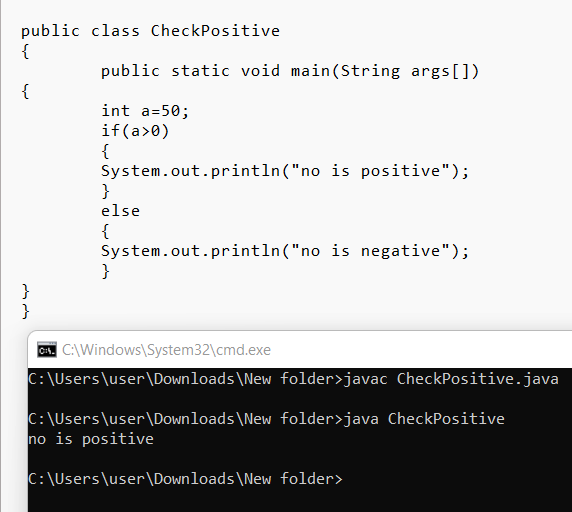 public class CheckPositive
{
public static void main(String args[])
{
int a=50;
if(a>0)
{
System.out.println("no is positive");
}
else
{
System.out.println("no is negative");
}
}
}
C:\Windows\System32\cmd.exe
C:\Users\user\Downloads\New folder>javac CheckPositive.java
C:\Users\user\Downloads\New folder>java CheckPositive
no is positive
C:\Users\user\Downloads\New folder>